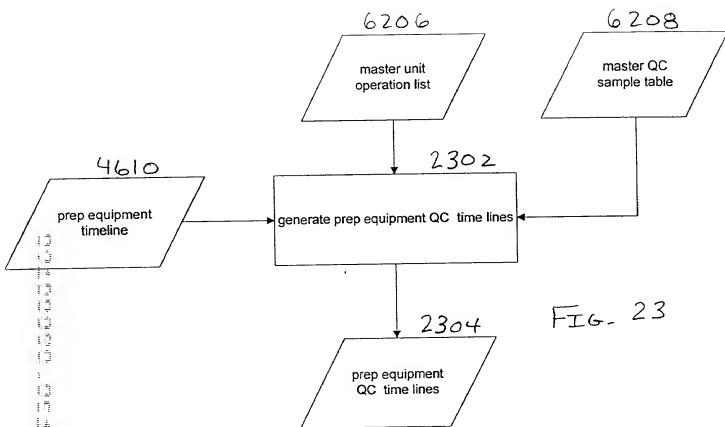 6206
6208
master unit
operation list
master QC
sample table
4610
2302
prep equipment
timeline
generate prep equipment QC time lines
2304
FIG. 23
prep equipment
QC time lines